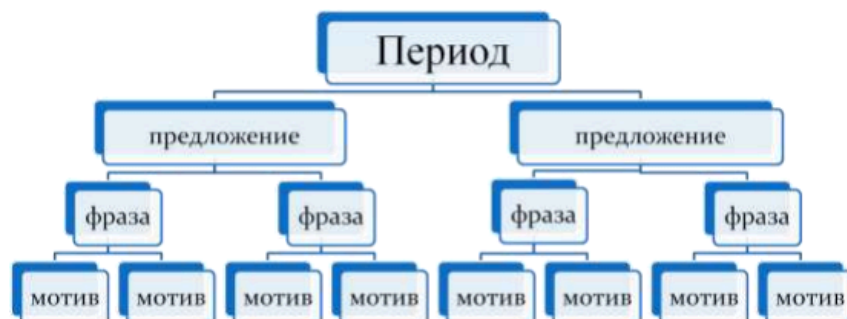 Период
предложение предложение
фраза фраза фраза фраза
мотив мотив мотив мотив мотив мотив мотив мотив